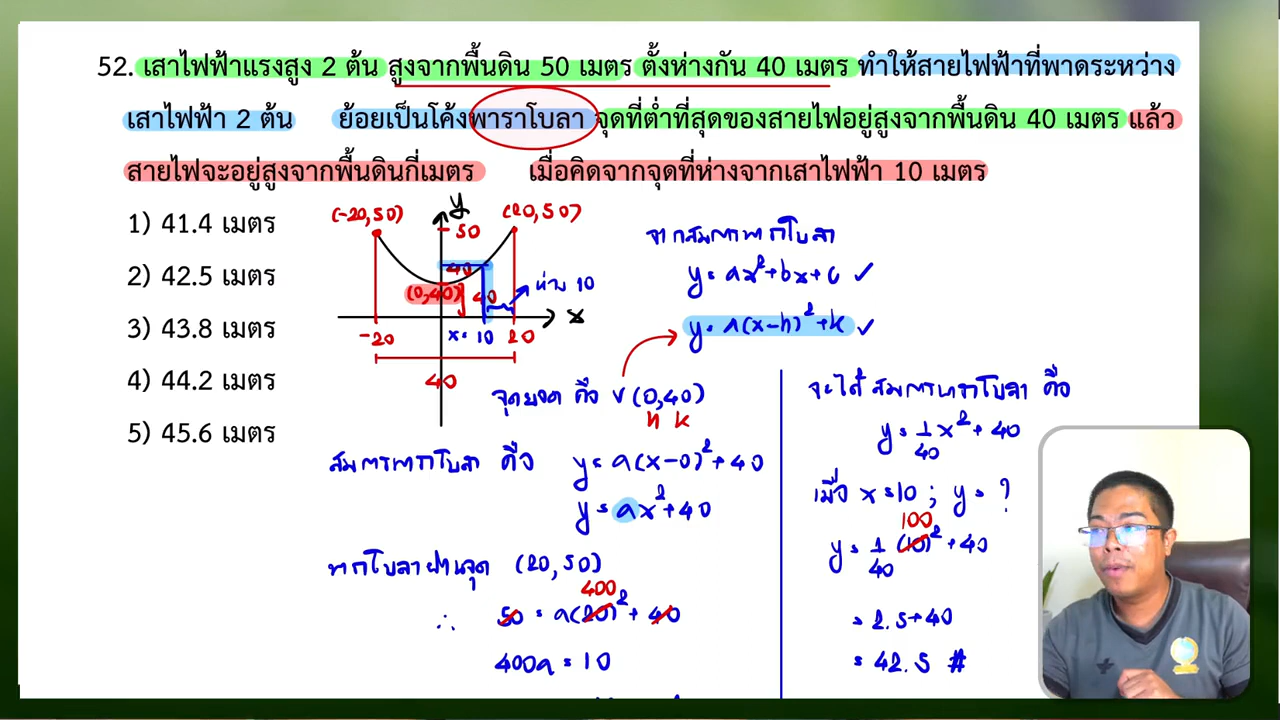 52. เสาไฟฟ้าแรงสูง 2 ต้น สูงจากพื้นดิน 50 เมตร ตั้งห่างกัน 40 เมตร ทำให้สายไฟฟ้าที่พาดระหว่าง
เสาไฟฟ้า 2 ต้น ย้อยเป็นโค้งพาราโบลา จุดที่ต่ำที่สุดของสายไฟอยู่สูงจากพื้นดิน 40 เมตร แล้ว
สายไฟจะอยู่สูงจากพื้นดินกี่เมตร เมื่อคิดจากจุดที่ห่างจากเสาไฟฟ้า 10 เมตร
1) 41.4 เมตร
2) 42.5 เมตร
3) 43.8 เมตร
4) 44.2 เมตร
5) 45.6 เมตร
y
(-20,50)
50
(20,50)
40
(0,40)
40
ห่าง 10
x
-20
x = 10
20
40
จากสมการพาราโบลา
y = ax²+bx+c ✓
y = a(x-h)²+k ✓
จุดยอด คือ V (0,40)
h k
สมการพาราโบลา คือ y = a(x-0)²+40
y = ax²+40
พาราโบลาผ่านจุด (20,50)
400
∴ 50 = a(20)²+40
400a = 10
จะได้ สมการพาราโบลา คือ
y = 1/40 x²+40
เมื่อ x=10 ; y = ?
100
y = 1/40 (10)²+40
= 2.5+40
= 42.5 #